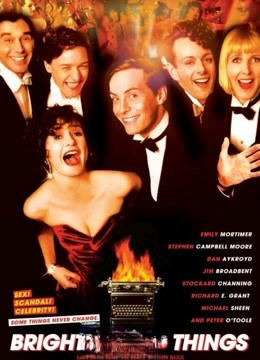 SEX!
SCANDAL!
CELEBRITY!
SOME THINGS NEVER CHANGE.
EMILY MORTIMER
STEPHEN CAMPBELL MOORE
DAN AYKROYD
JIM BROADBENT
STOCKARD CHANNING
RICHARD E. GRANT
MICHAEL SHEEN
AND PETER O'TOOLE
BRIGHT THINGS